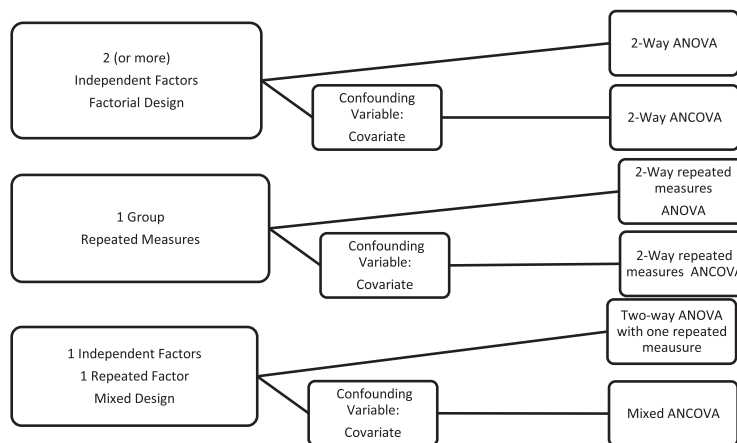 2 (or more)
Independent Factors
Factorial Design
2-Way ANOVA
Confounding
Variable:
Covariate
2-Way ANCOVA
1 Group
Repeated Measures
2-Way repeated
measures
ANOVA
Confounding
Variable:
Covariate
2-Way repeated
measures ANCOVA
1 Independent Factors
1 Repeated Factor
Mixed Design
Two-way ANOVA
with one repeated
meausure
Confounding
Variable:
Covariate
Mixed ANCOVA